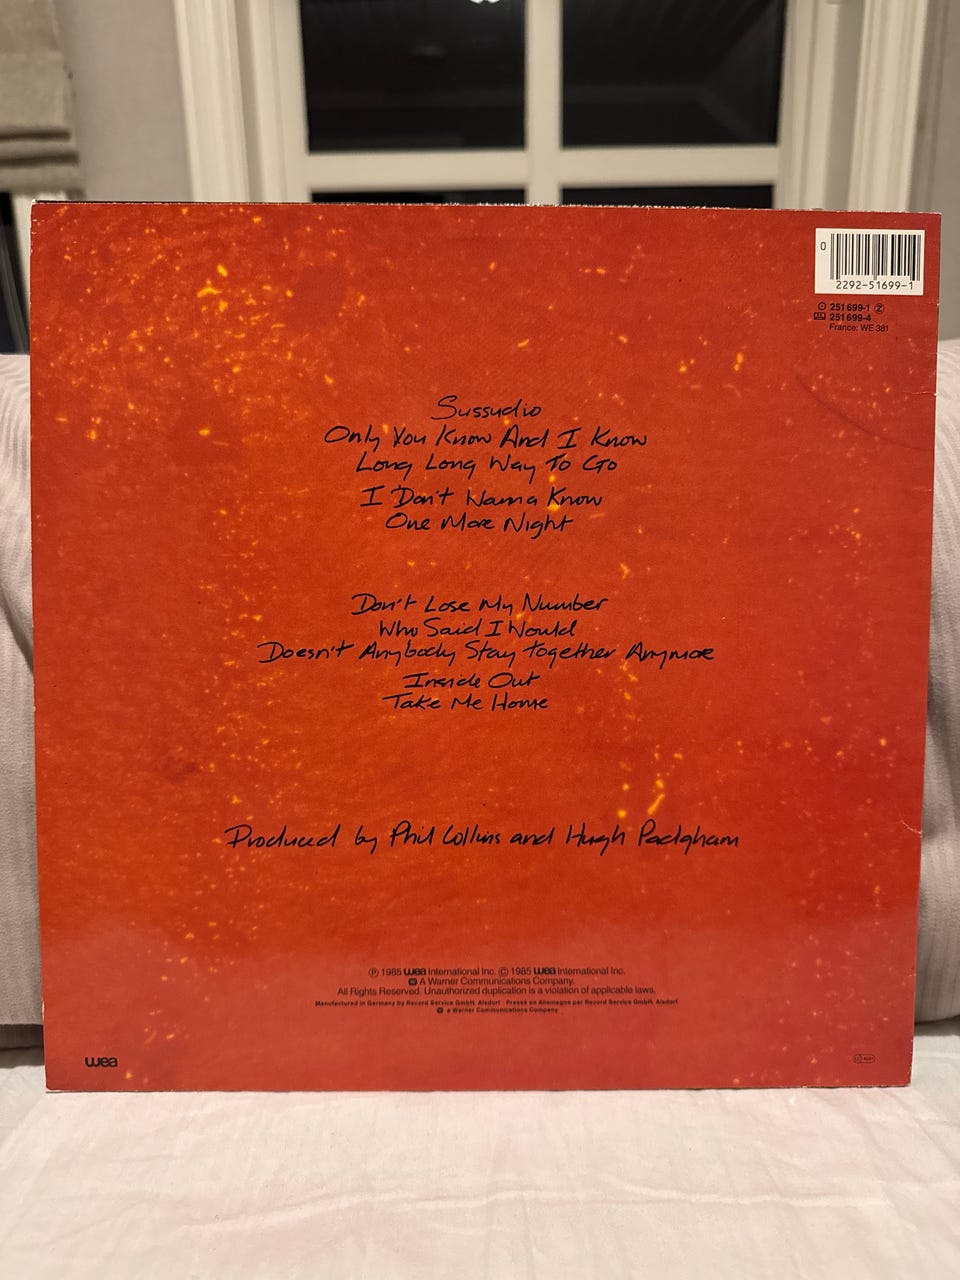 0
2292-51699-1
251 699-1 Z
251 699-4
France: WE 381
Sussudio
Only You Know And I Know
Long Long Way To Go
I Don't Wanna Know
One More Night
Don't Lose My Number
Who Said I Would
Doesn't Anybody Stay Together Anymore
Inside Out
Take Me Home
Produced by Phil Collins and Hugh Padgham
℗ 1985 wea International Inc. © 1985 wea International Inc.
A Warner Communications Company.
All Rights Reserved. Unauthorized duplication is a violation of applicable laws.
Manufactured in Germany by Record Service GmbH, Alsdorf · Pressé en Allemagne par Record Service GmbH, Alsdorf
a Warner Communications Company
wea